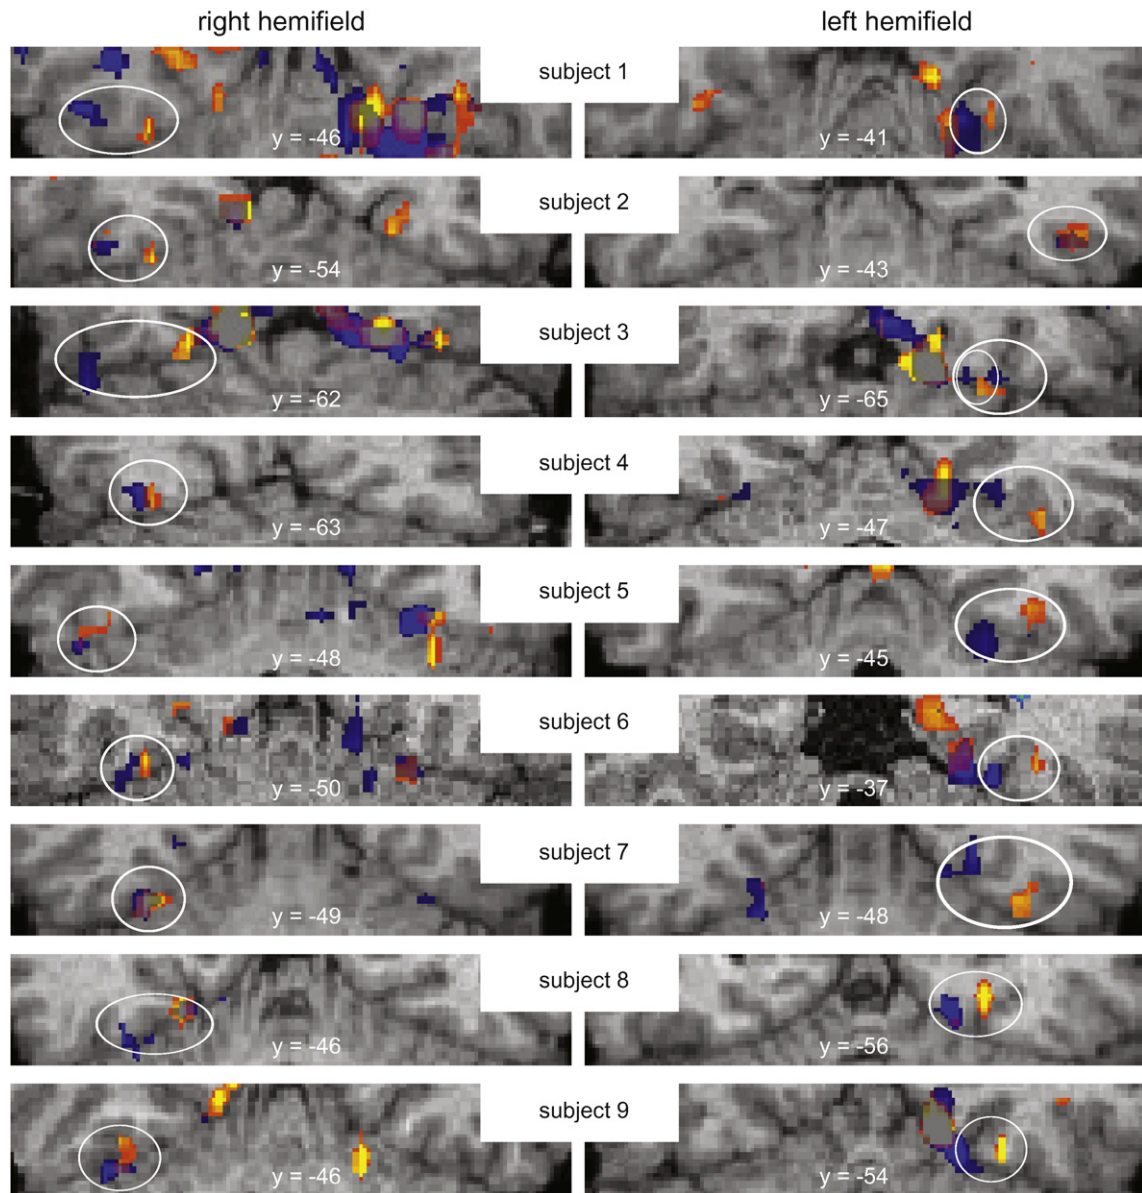 right hemifield
left hemifield
subject 1
y = -46
y = -41
subject 2
y = -54
y = -43
subject 3
y = -62
y = -65
subject 4
y = -63
y = -47
subject 5
y = -48
y = -45
subject 6
y = -50
y = -37
subject 7
y = -49
y = -48
subject 8
y = -46
y = -56
subject 9
y = -46
y = -54